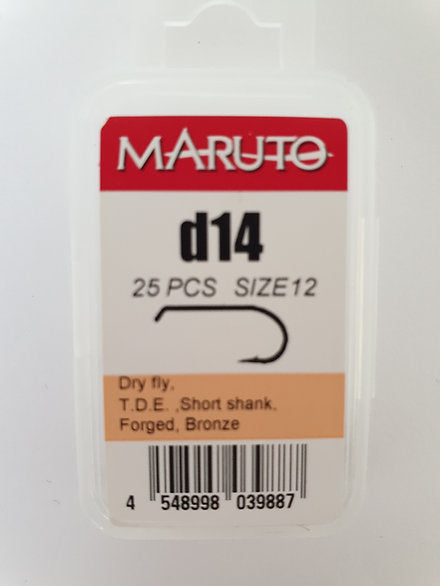 MARUTO
d14
25 PCS SIZE12
Dry fly,
T.D.E. ,Short shank,
Forged, Bronze
4 548998 039887